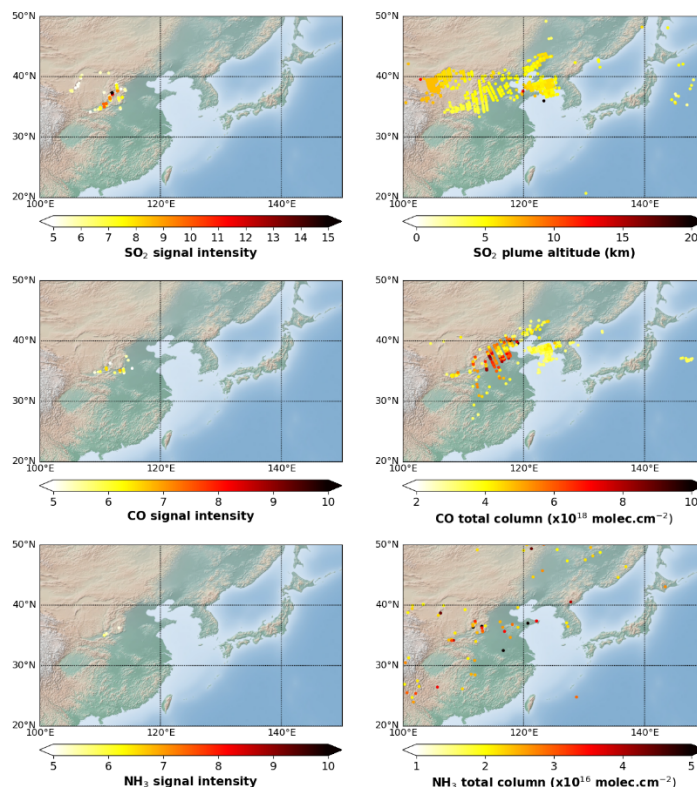 50°N 50°N
40°N 40°N
30°N 30°N
20°N 20°N
100°E 120°E 140°E 100°E 120°E 140°E
5 6 7 8 9 10 11 12 13 14 15 0 5 10 15 20
SO₂ signal intensity SO₂ plume altitude (km)
50°N 50°N
40°N 40°N
30°N 30°N
20°N 20°N
100°E 120°E 140°E 100°E 120°E 140°E
5 6 7 8 9 10 2 4 6 8 10
CO signal intensity CO total column (x10¹⁸ molec.cm⁻²)
50°N 50°N
40°N 40°N
30°N 30°N
20°N 20°N
100°E 120°E 140°E 100°E 120°E 140°E
5 6 7 8 9 10 1 2 3 4 5
NH₃ signal intensity NH₃ total column (x10¹⁶ molec.cm⁻²)